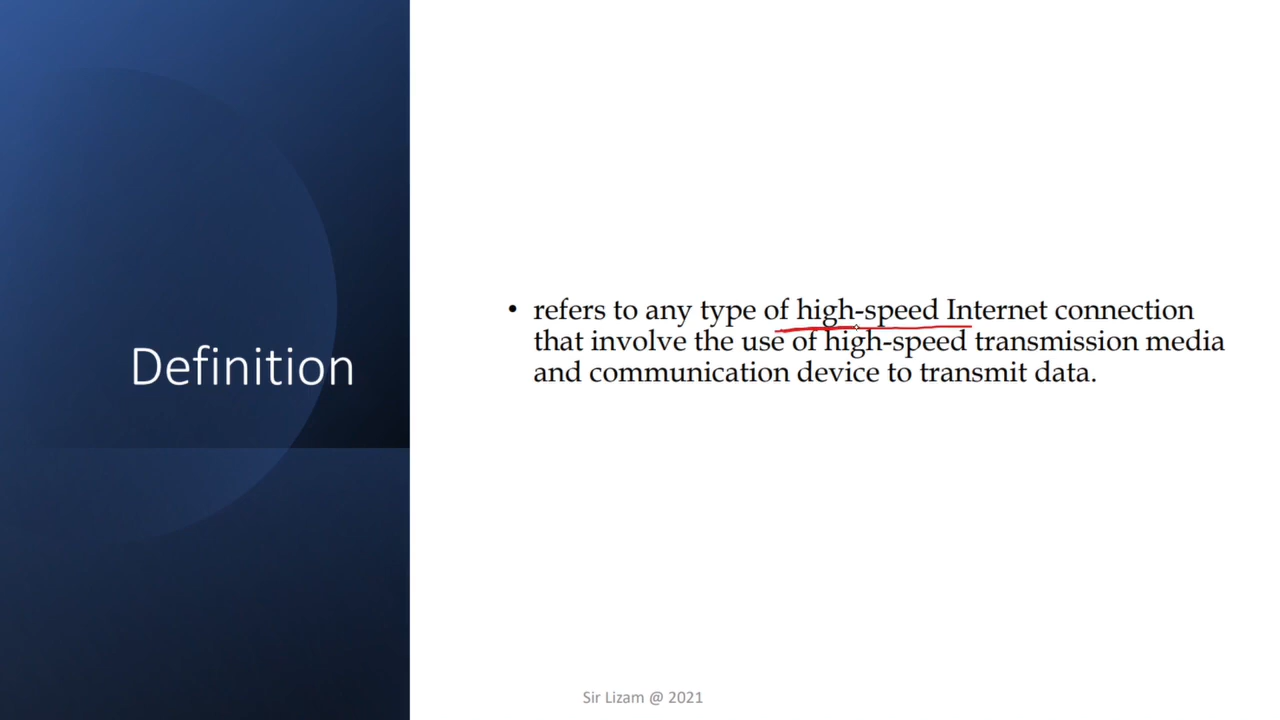 Definition
• refers to any type of high-speed Internet connection
that involve the use of high-speed transmission media
and communication device to transmit data.
Sir Lizam @ 2021